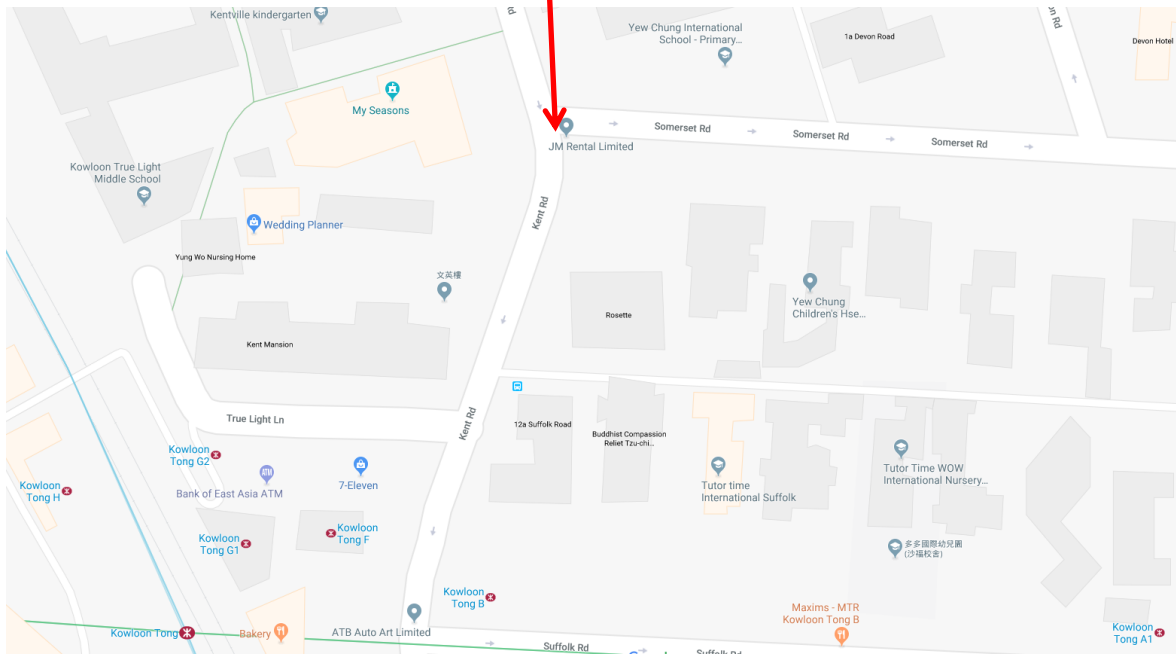 Kentville kindergarten
Rd
Yew Chung International
School - Primary...
1a Devon Road
on Rd
Devon Hotel
My Seasons
Somerset Rd
Somerset Rd
Somerset Rd
JM Rental Limited
Kowloon True Light
Middle School
Kent Rd
Wedding Planner
Yung Wo Nursing Home
文英樓
Yew Chung
Children's Hse...
Rosette
Kent Mansion
True Light Ln
Kent Rd
12a Suffolk Road
Buddhist Compassion
Reliet Tzu-chi...
Kowloon
Tong G2
Tutor Time WOW
International Nursery...
Kowloon
Tong H
Bank of East Asia ATM
ATM
7-Eleven
Tutor time
International Suffolk
Kowloon
Tong F
Kowloon
Tong G1
多多國際幼兒園
(沙福校舍)
Kowloon
Tong B
Maxims - MTR
Kowloon Tong B
Kowloon Tong
Bakery
ATB Auto Art Limited
Kowloon
Tong A1
Suffolk Rd
Suffolk Rd